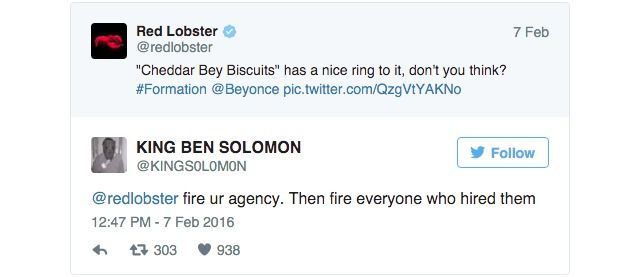 Red Lobster
@redlobster
7 Feb
"Cheddar Bey Biscuits" has a nice ring to it, don't you think?
#Formation @Beyonce pic.twitter.com/QzgVtYAKNo
KING BEN SOLOMON
@KINGS0L0M0N
Follow
@redlobster fire ur agency. Then fire everyone who hired them
12:47 PM - 7 Feb 2016
303 938